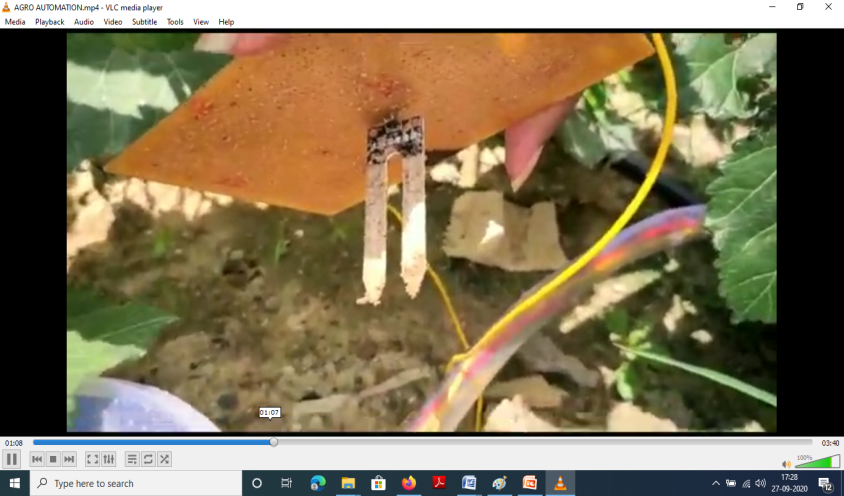 AGRO AUTOMATION.mp4 - VLC media player
Media Playback Audio Video Subtitle Tools View Help
01:07
01:08
03:40
100%
Type here to search
17:28
27-09-2020
12